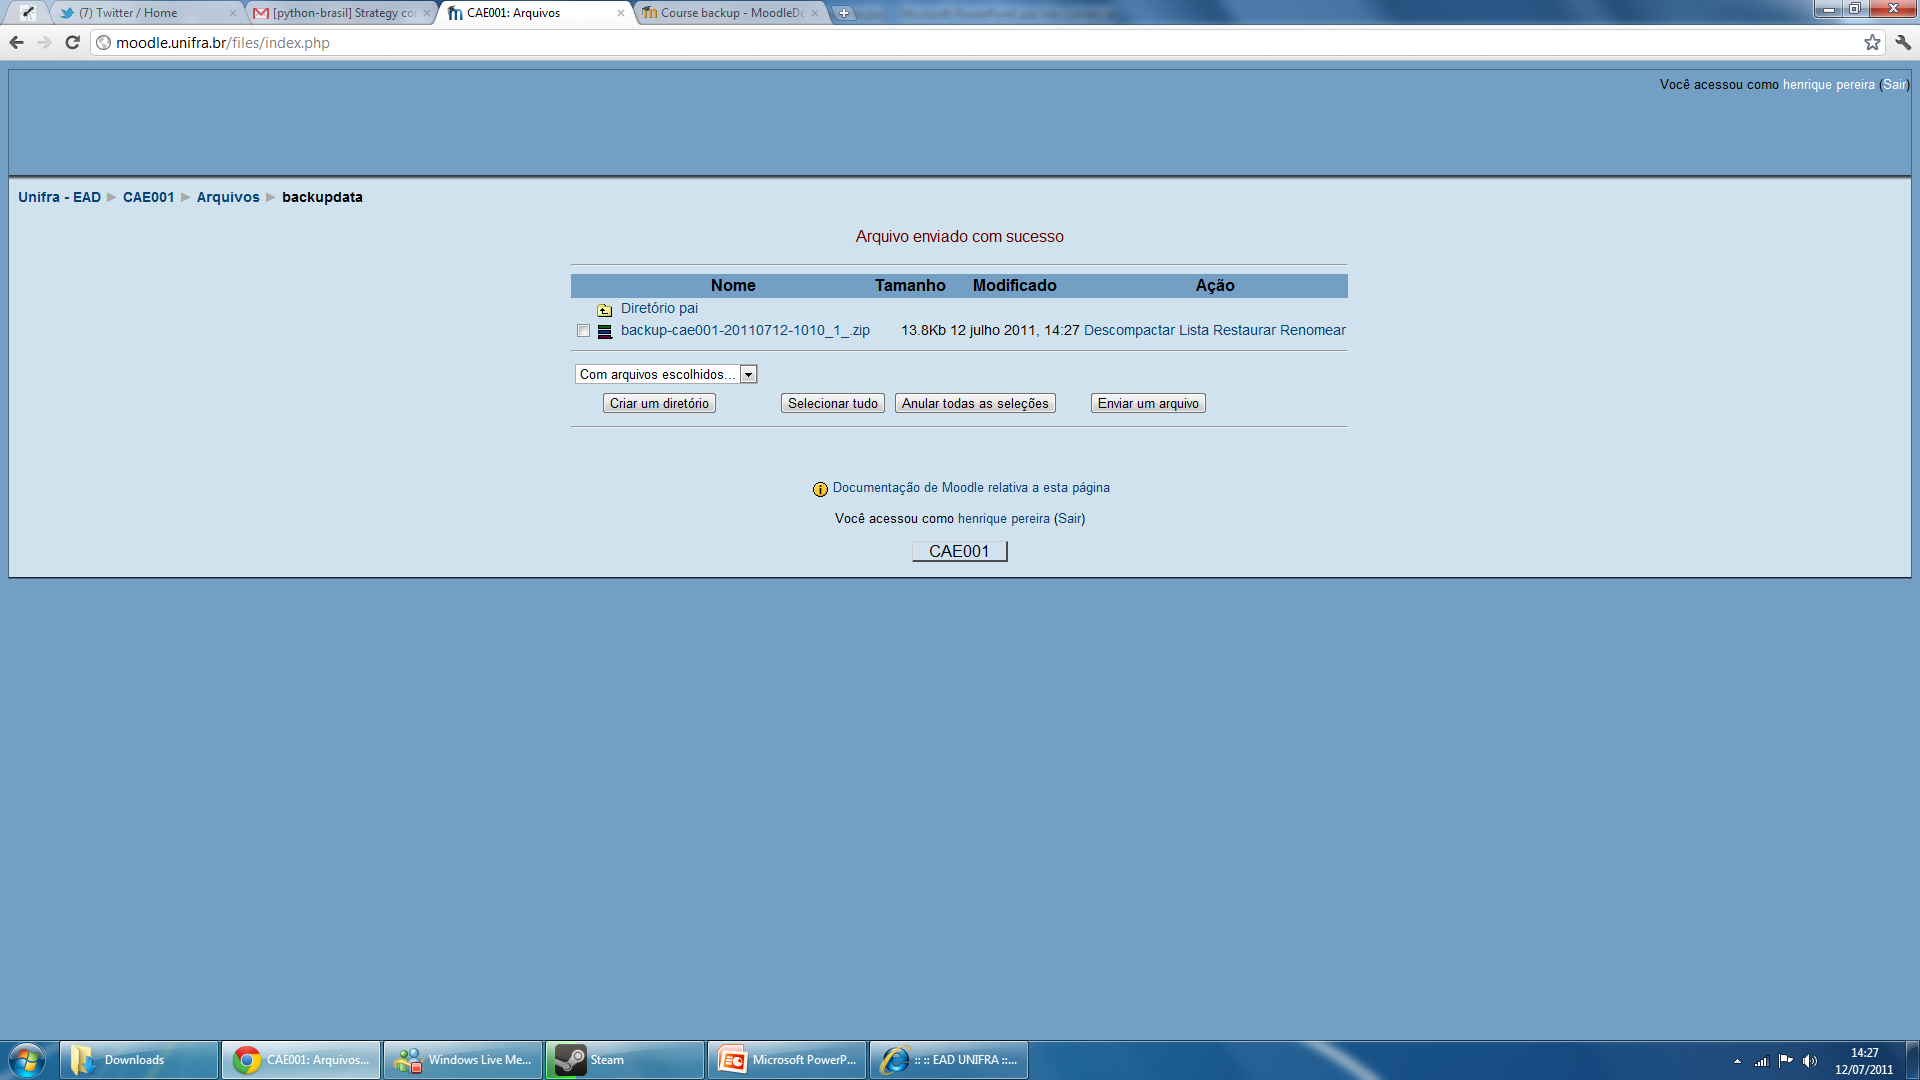 (7) Twitter / Home
[python-brasil] Strategy co
CAE001: Arquivos
Course backup - MoodleDo
moodle.unifra.br/files/index.php
Você acessou como henrique pereira (Sair)
Unifra - EAD ► CAE001 ► Arquivos ► backupdata
Arquivo enviado com sucesso
Nome Tamanho Modificado Ação
Diretório pai
backup-cae001-20110712-1010_1_.zip 13.8Kb 12 julho 2011, 14:27 Descompactar Lista Restaurar Renomear
Com arquivos escolhidos...
Criar um diretório Selecionar tudo Anular todas as seleções Enviar um arquivo
Documentação de Moodle relativa a esta página
Você acessou como henrique pereira (Sair)
CAE001
Downloads
CAE001: Arquivos...
Windows Live Me...
Steam
Microsoft PowerP...
:: :: EAD UNIFRA ::...
14:27
12/07/2011